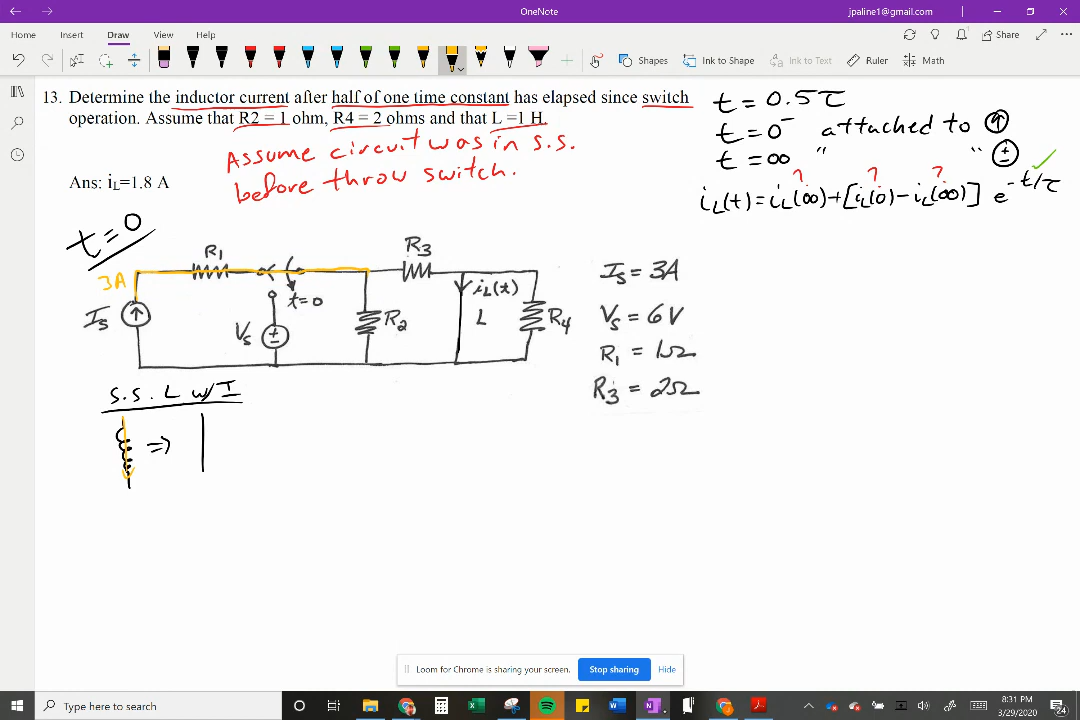 OneNote
jpaline1@gmail.com
Home Insert Draw View Help
Shapes Ink to Shape Ink to Text Ruler Math Share
13. Determine the inductor current after half of one time constant has elapsed since switch
operation. Assume that R2 = 1 ohm, R4 = 2 ohms and that L =1 H.
Assume circuit was in s.s.
before throw switch.
Ans: iL=1.8 A
t = 0.5 τ
t = 0⁻ attached to ↑
t = ∞ " " ±
? ? ? ✓
iL(t) = iL(∞) + [iL(0) - iL(∞)] e^-t/τ
t=0
3A
R1
R3
Is
Vs
t=0
R2
iL(t)
L
R4
Is = 3A
Vs = 6V
R1 = 1Ω
R3 = 2Ω
S.S. L w/ I
⇒
Loom for Chrome is sharing your screen. Stop sharing Hide
Type here to search
8:31 PM
3/29/2020
24